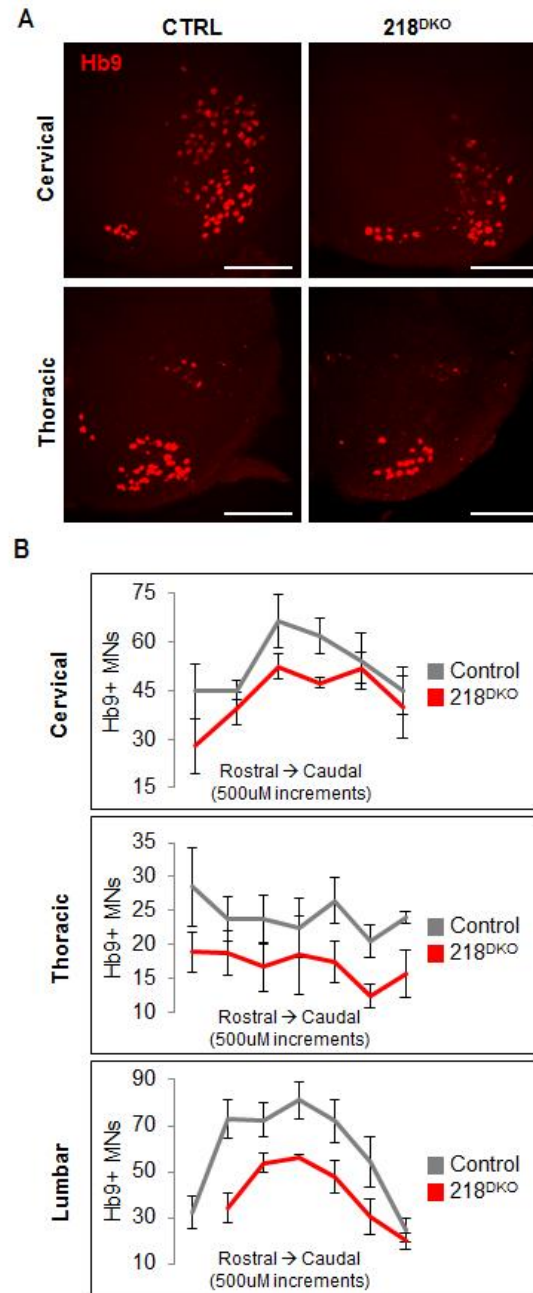 A
CTRL
218DKO
Hb9
Cervical
Thoracic
B
Cervical
Hb9+ MNs
75
60
45
30
15
Rostral → Caudal
(500uM increments)
Control
218DKO
Thoracic
Hb9+ MNs
35
30
25
20
15
10
Rostral → Caudal
(500uM increments)
Control
218DKO
Lumbar
Hb9+ MNs
90
70
50
30
10
Rostral → Caudal
(500uM increments)
Control
218DKO